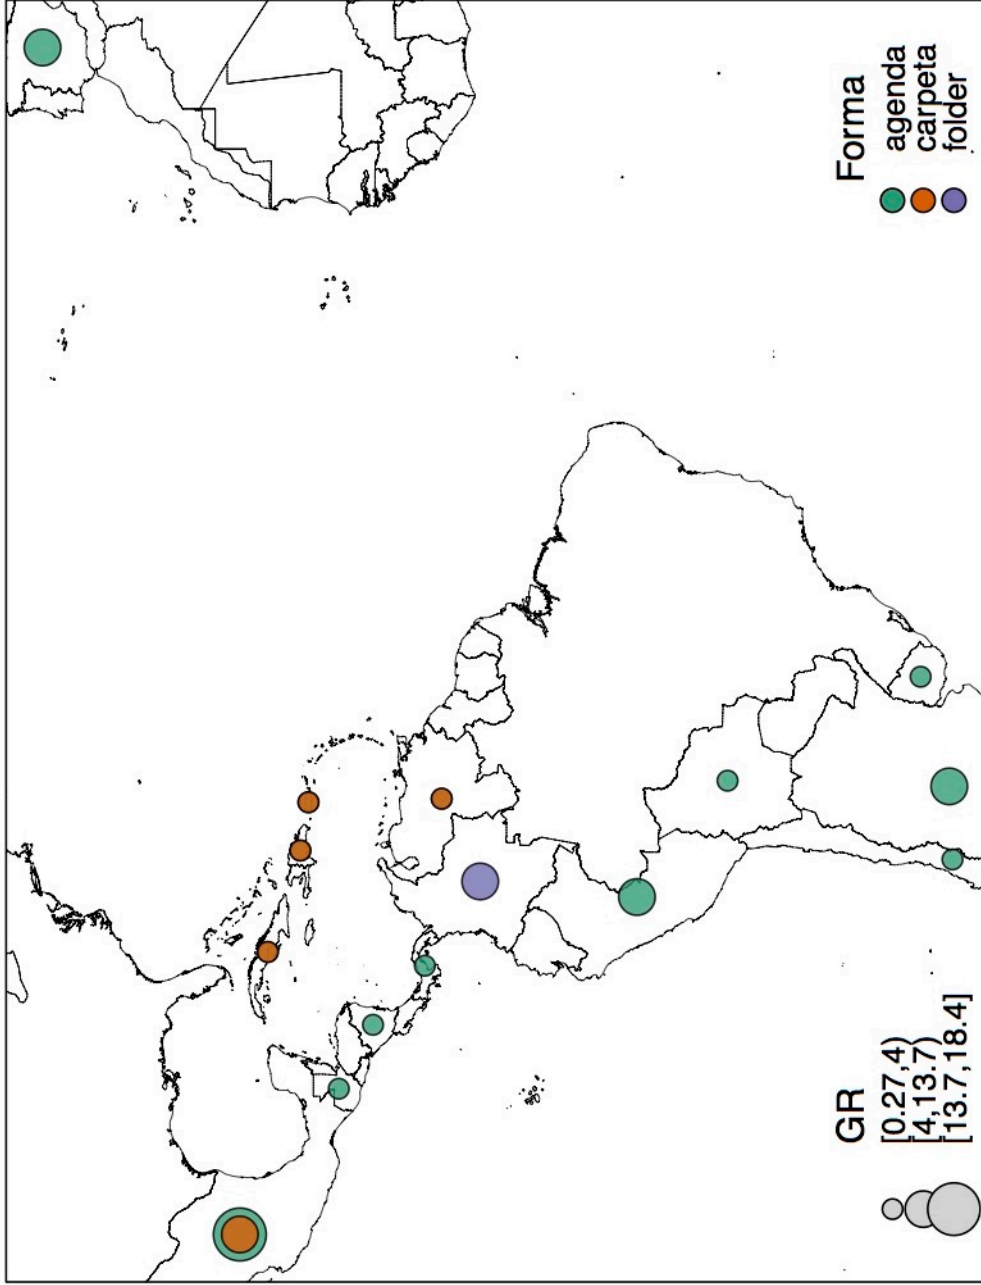 GR
[0.27,4)
[4,13.7)
[13.7,18.4]
Forma
agenda
carpeta
folder